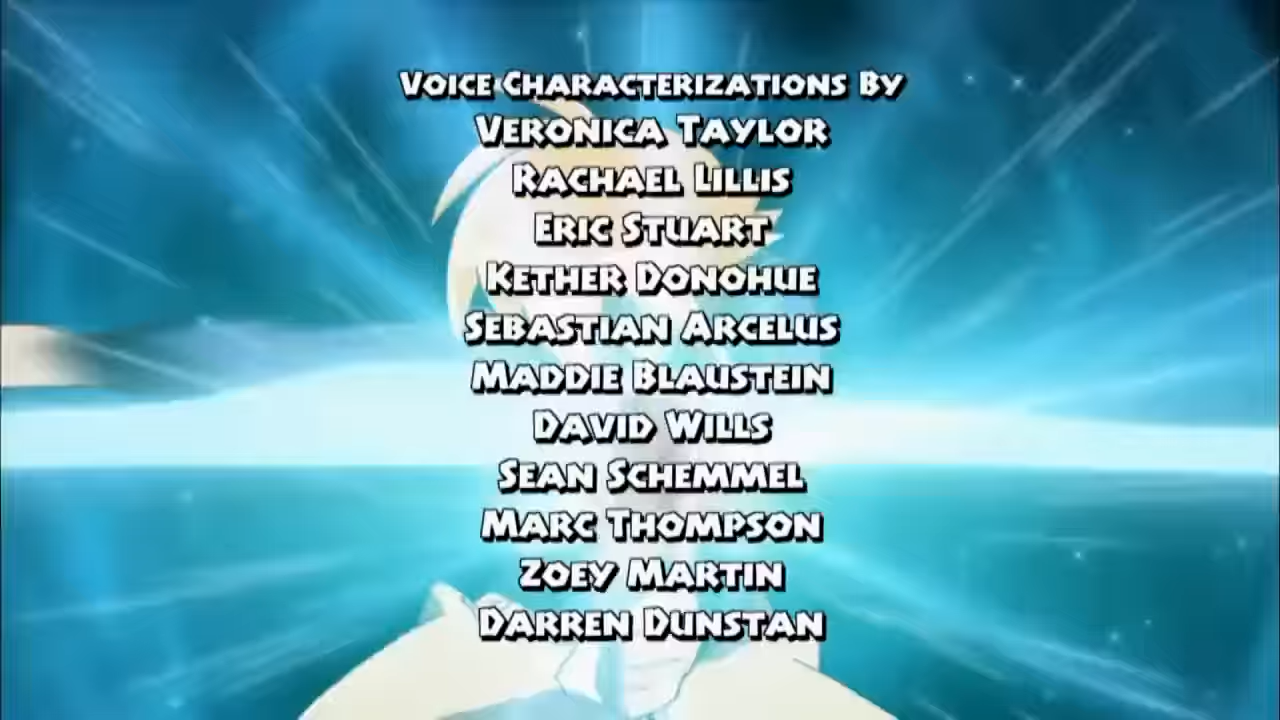 Voice Characterizations By
Veronica Taylor
Rachael Lillis
Eric Stuart
Kether Donohue
Sebastian Arcelus
Maddie Blaustein
David Wills
Sean Schemmel
Marc Thompson
Zoey Martin
Darren Dunstan